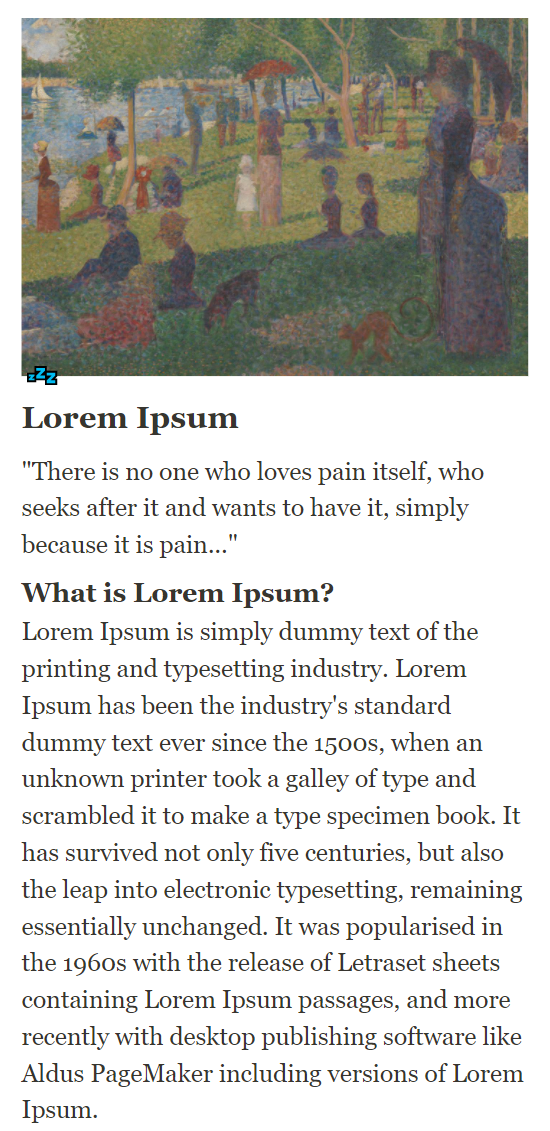 💤
Lorem Ipsum
"There is no one who loves pain itself, who
seeks after it and wants to have it, simply
because it is pain..."
What is Lorem Ipsum?
Lorem Ipsum is simply dummy text of the
printing and typesetting industry. Lorem
Ipsum has been the industry's standard
dummy text ever since the 1500s, when an
unknown printer took a galley of type and
scrambled it to make a type specimen book. It
has survived not only five centuries, but also
the leap into electronic typesetting, remaining
essentially unchanged. It was popularised in
the 1960s with the release of Letraset sheets
containing Lorem Ipsum passages, and more
recently with desktop publishing software like
Aldus PageMaker including versions of Lorem
Ipsum.